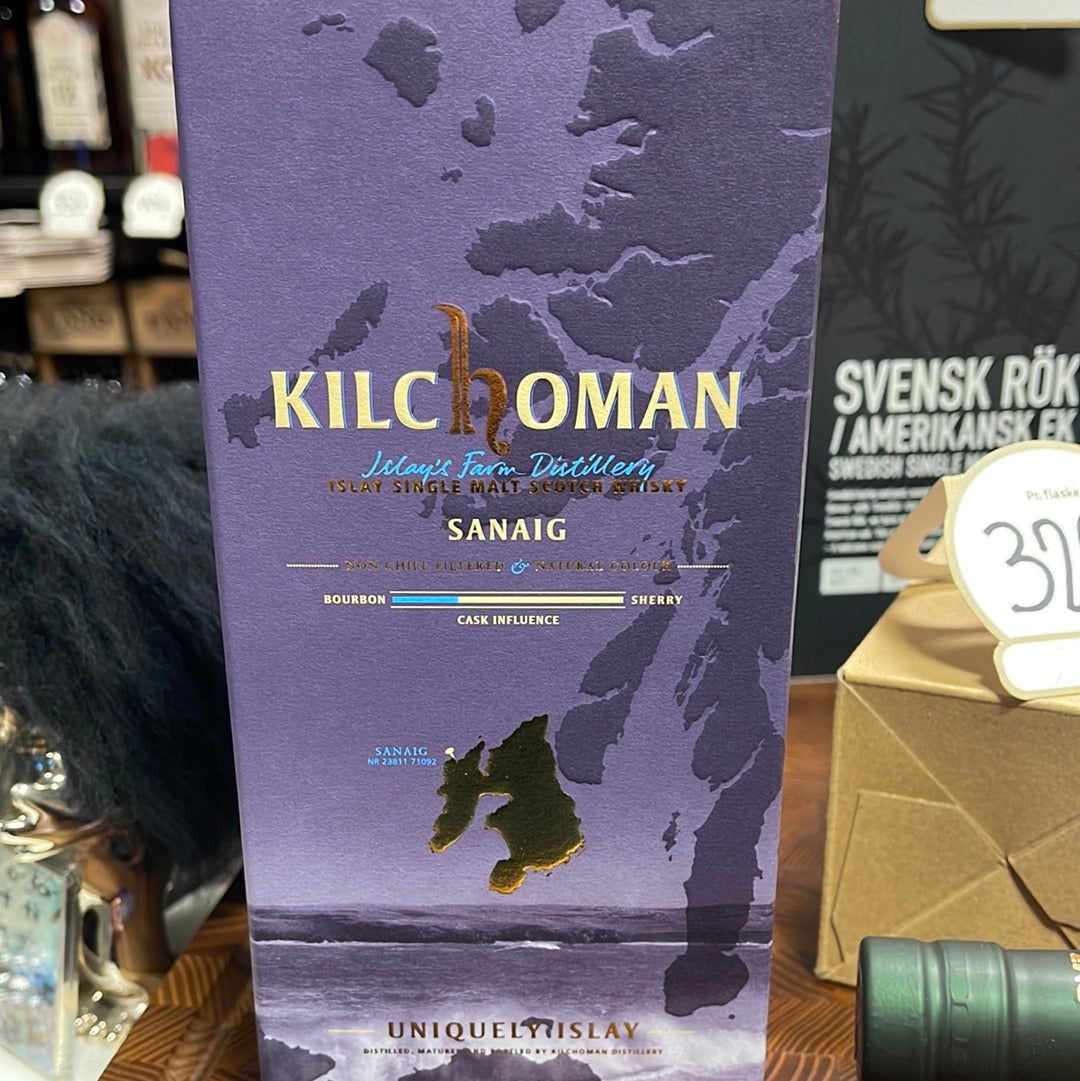 KILCHOMAN
Islay's Farm Distillery
ISLAY SINGLE MALT SCOTCH WHISKY
SANAIG
NON CHILL FILTERED & NATURAL COLOUR
BOURBON SHERRY
CASK INFLUENCE
SANAIG
NR 23811 71092
UNIQUELY ISLAY
DISTILLED, MATURED AND BOTTLED BY KILCHOMAN DISTILLERY
SVENSK RÖK
/ AMERIKANSK EK
SWEDISH SINGLE
Pr. flaske